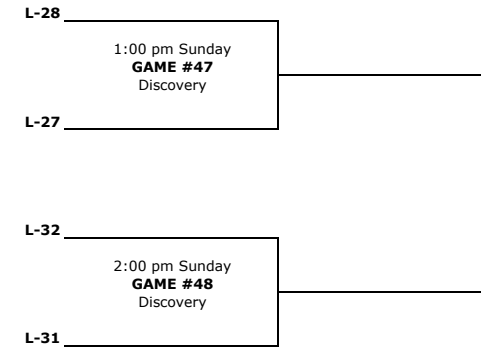 L-28
1:00 pm Sunday
GAME #47
Discovery
L-27
L-32
2:00 pm Sunday
GAME #48
Discovery
L-31